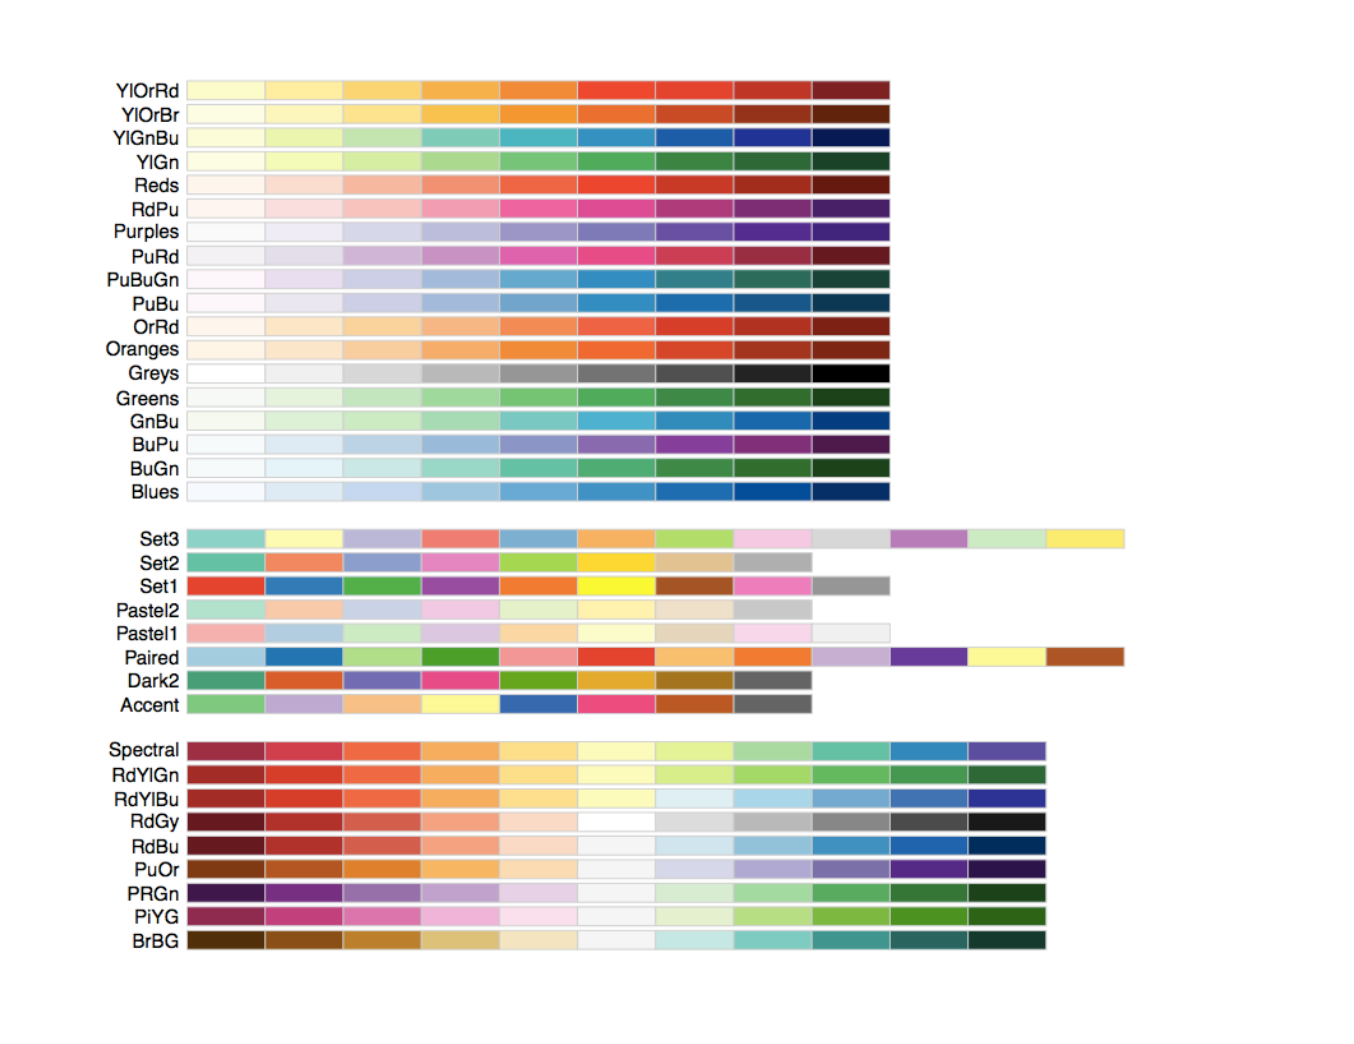 YlOrRd
YlOrBr
YlGnBu
YlGn
Reds
RdPu
Purples
PuRd
PuBuGn
PuBu
OrRd
Oranges
Greys
Greens
GnBu
BuPu
BuGn
Blues
Set3
Set2
Set1
Pastel2
Pastel1
Paired
Dark2
Accent
Spectral
RdYlGn
RdYlBu
RdGy
RdBu
PuOr
PRGn
PiYG
BrBG